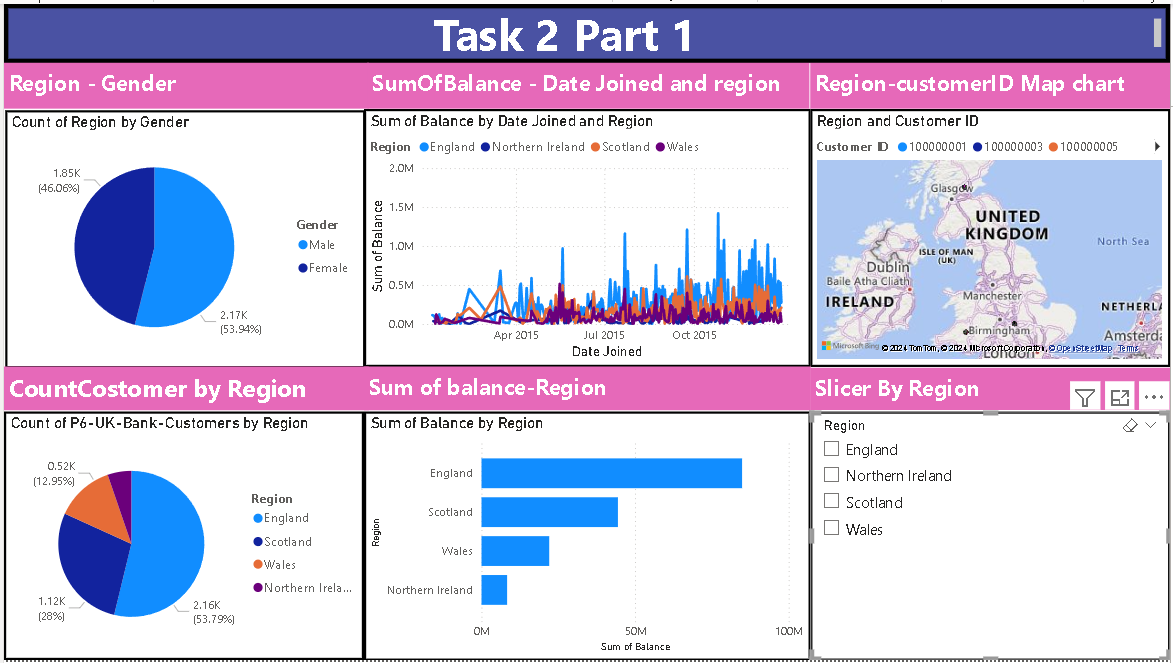 Task 2 Part 1
Region - Gender
SumOfBalance - Date Joined and region
Region-customerID Map chart
Count of Region by Gender
1.85K
(46.06%)
2.17K
(53.94%)
Gender
Male
Female
Sum of Balance by Date Joined and Region
Region England Northern Ireland Scotland Wales
Sum of Balance
2.0M
1.5M
1.0M
0.5M
0.0M
Apr 2015 Jul 2015 Oct 2015
Date Joined
Region and Customer ID
Customer ID 100000001 100000003 100000005
Glasgow
UNITED
KINGDOM
North Sea
ISLE OF MAN
(UK)
Dublin
Baile Átha Cliath
IRELAND
Manchester
NETHERLA
Birmingham
Amsterda
London
Microsoft Bing
© 2024 TomTom, © 2024 Microsoft Corporation, © OpenStreetMap Terms
CountCostomer by Region
Sum of balance-Region
Slicer By Region
Count of P6-UK-Bank-Customers by Region
0.52K
(12.95%)
1.12K
(28%)
2.16K
(53.79%)
Region
England
Scotland
Wales
Northern Irela...
Sum of Balance by Region
Region
England
Scotland
Wales
Northern Ireland
0M 50M 100M
Sum of Balance
Region
England
Northern Ireland
Scotland
Wales